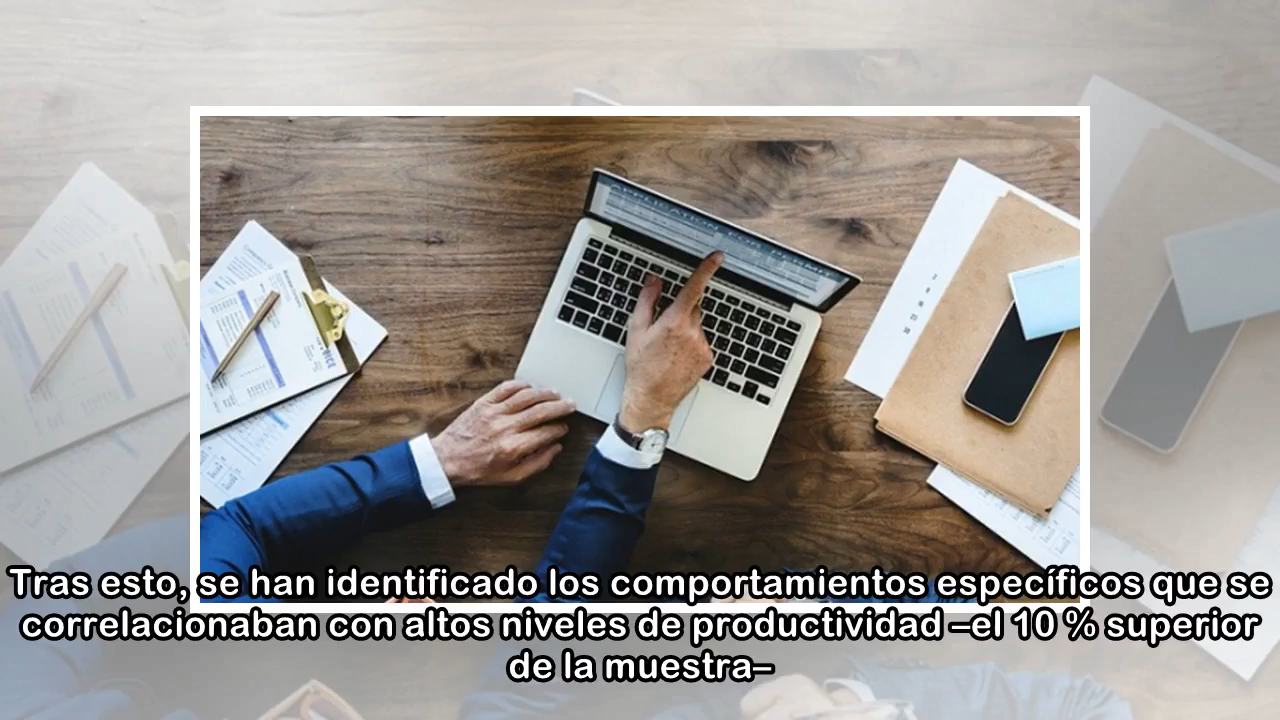 Tras esto, se han identificado los comportamientos específicos que se
correlacionaban con altos niveles de productividad –el 10 % superior
de la muestra–